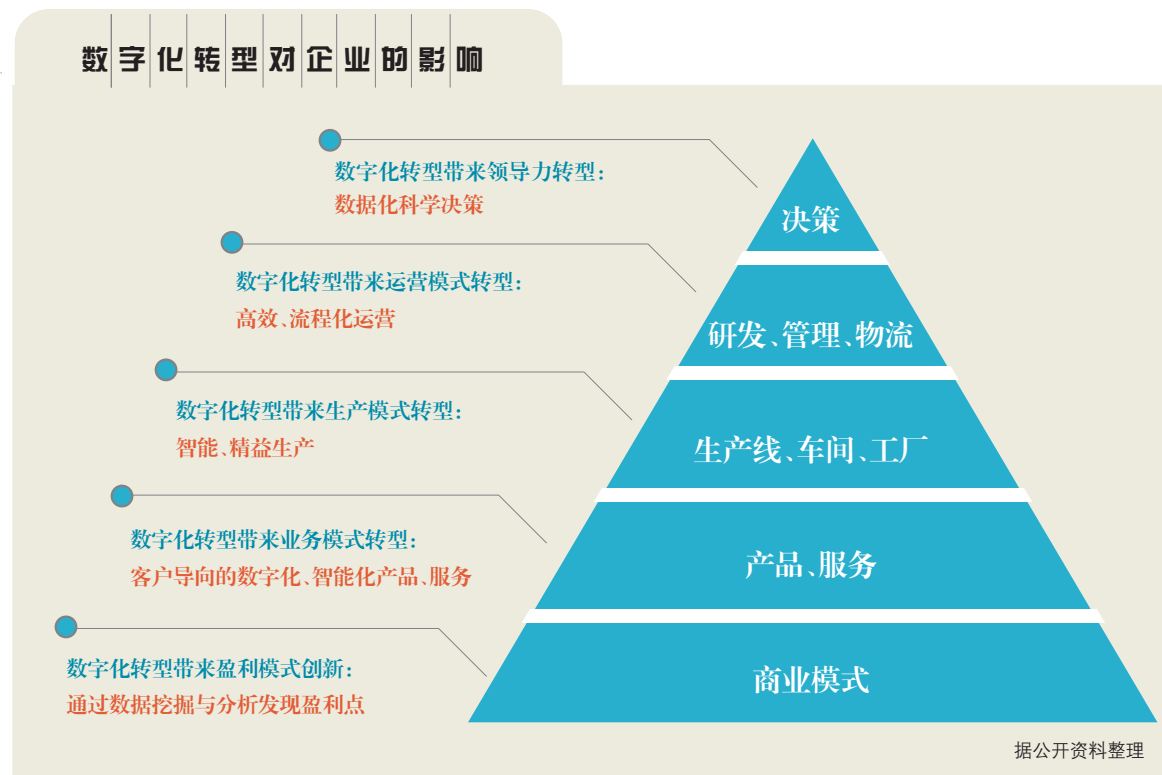 数字化转型对企业的影响
数字化转型带来领导力转型：
数据化科学决策
决策
数字化转型带来运营模式转型：
高效、流程化运营
研发、管理、物流
数字化转型带来生产模式转型：
智能、精益生产
生产线、车间、工厂
数字化转型带来业务模式转型：
客户导向的数字化、智能化产品、服务
产品、服务
数字化转型带来盈利模式创新：
通过数据挖掘与分析发现盈利点
商业模式
据公开资料整理